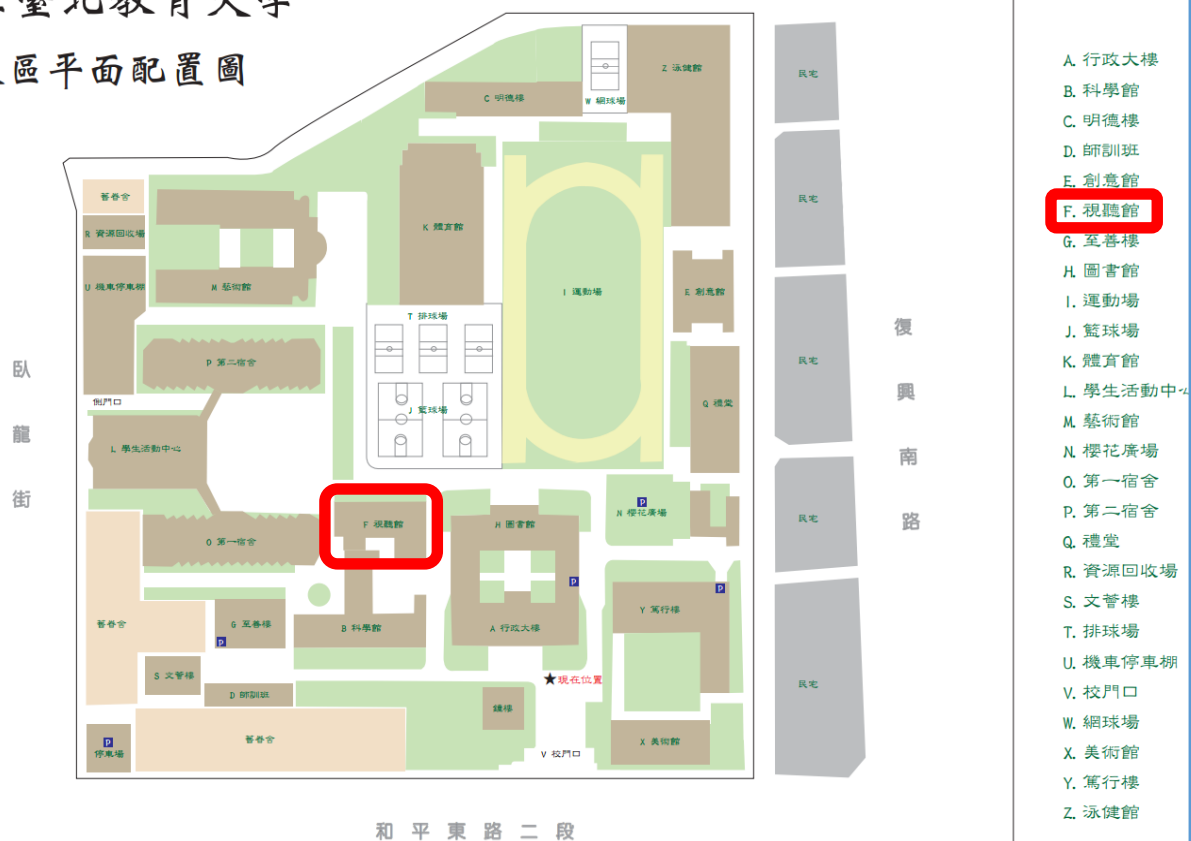 臺北教育大學
區平面配置圖
Z 泳健館
民宅
C 明德樓
W 網球場
舊眷舍
民宅
R 資源回收場
K 體育館
U 機車停車棚
M 藝術館
I 運動場
E 創意館
T 排球場
復興南路
P 第二宿舍
民宅
臥龍街
側門口
J 籃球場
Q 禮堂
L 學生活動中心
P
N 櫻花廣場
民宅
F 視聽館
H 圖書館
O 第一宿舍
P
P
舊眷舍
G 至善樓
P
B 科學館
A 行政大樓
Y 篤行樓
S 文薈樓
★現在位置
民宅
D 師訓班
鐘樓
P
停車場
舊眷舍
V 校門口
X 美術館
和平東路二段
A. 行政大樓
B. 科學館
C. 明德樓
D. 師訓班
E. 創意館
F. 視聽館
G. 至善樓
H. 圖書館
I. 運動場
J. 籃球場
K. 體育館
L. 學生活動中
M. 藝術館
N. 櫻花廣場
O. 第一宿舍
P. 第二宿舍
Q. 禮堂
R. 資源回收場
S. 文薈樓
T. 排球場
U. 機車停車棚
V. 校門口
W. 網球場
X. 美術館
Y. 篤行樓
Z. 泳健館